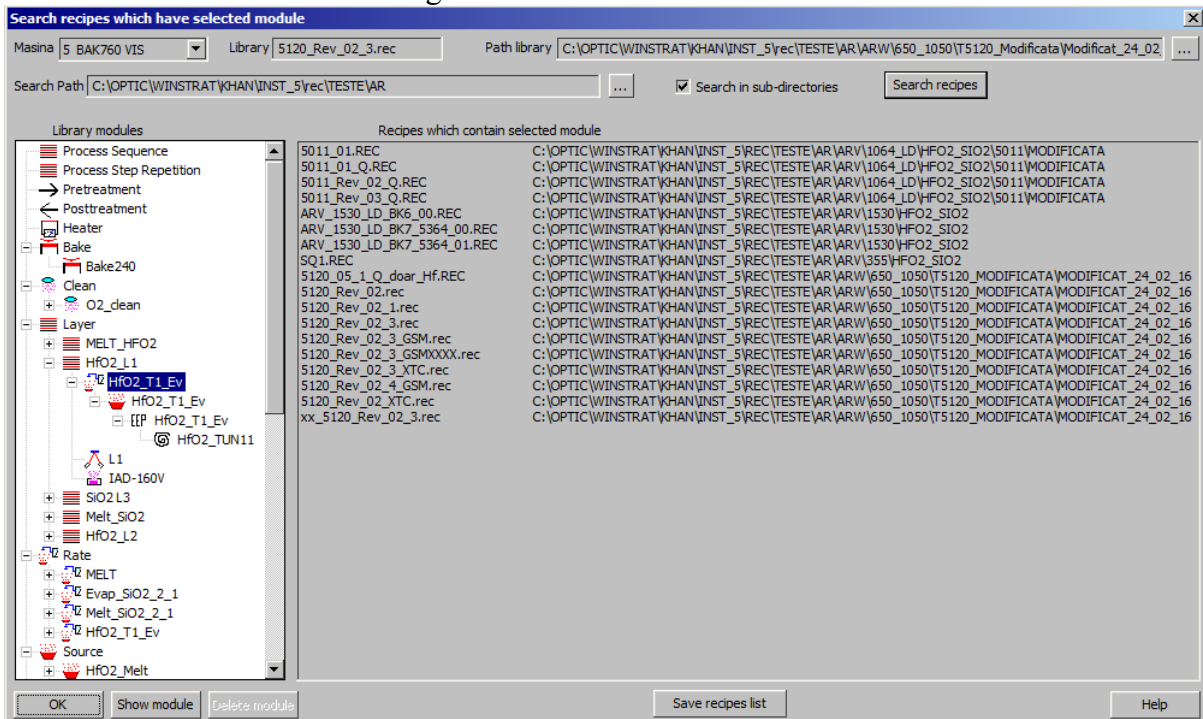 Search recipes which have selected module
Masina 5 BAK760 VIS Library 5120_Rev_02_3.rec Path library C:\OPTIC\WINSTRAT\KHAN\INST_5\rec\TESTE\AR\ARW\650_1050\T5120_Modificata\Modificat_24_02 ...
Search Path C:\OPTIC\WINSTRAT\KHAN\INST_5\rec\TESTE\AR ... Search in sub-directories Search recipes
Library modules Recipes which contain selected module
Process Sequence
Process Step Repetition
Pretreatment
Posttreatment
Heater
Bake
Bake240
Clean
O2_clean
Layer
MELT_HFO2
HfO2_L1
HfO2_T1_Ev
HfO2_T1_Ev
HfO2_T1_Ev
HfO2_TUN11
L1
IAD-160V
SiO2 L3
Melt_SiO2
HfO2_L2
Rate
MELT
Evap_SiO2_2_1
Melt_SiO2_2_1
HfO2_T1_Ev
Source
HfO2_Melt
5011_01.REC C:\OPTIC\WINSTRAT\KHAN\INST_5\REC\TESTE\AR\ARV\1064_LD\HFO2_SIO2\5011\MODIFICATA
5011_01_Q.REC C:\OPTIC\WINSTRAT\KHAN\INST_5\REC\TESTE\AR\ARV\1064_LD\HFO2_SIO2\5011\MODIFICATA
5011_Rev_02_Q.REC C:\OPTIC\WINSTRAT\KHAN\INST_5\REC\TESTE\AR\ARV\1064_LD\HFO2_SIO2\5011\MODIFICATA
5011_Rev_03_Q.REC C:\OPTIC\WINSTRAT\KHAN\INST_5\REC\TESTE\AR\ARV\1064_LD\HFO2_SIO2\5011\MODIFICATA
ARV_1530_LD_BK6_00.REC C:\OPTIC\WINSTRAT\KHAN\INST_5\REC\TESTE\AR\ARV\1530\HFO2_SIO2
ARV_1530_LD_BK7_5364_00.REC C:\OPTIC\WINSTRAT\KHAN\INST_5\REC\TESTE\AR\ARV\1530\HFO2_SIO2
ARV_1530_LD_BK7_5364_01.REC C:\OPTIC\WINSTRAT\KHAN\INST_5\REC\TESTE\AR\ARV\1530\HFO2_SIO2
SQ1.REC C:\OPTIC\WINSTRAT\KHAN\INST_5\REC\TESTE\AR\ARV\355\HFO2_SIO2
5120_05_1_Q_doar_Hf.REC C:\OPTIC\WINSTRAT\KHAN\INST_5\REC\TESTE\AR\ARW\650_1050\T5120_MODIFICATA\MODIFICAT_24_02_16
5120_Rev_02.rec C:\OPTIC\WINSTRAT\KHAN\INST_5\REC\TESTE\AR\ARW\650_1050\T5120_MODIFICATA\MODIFICAT_24_02_16
5120_Rev_02_1.rec C:\OPTIC\WINSTRAT\KHAN\INST_5\REC\TESTE\AR\ARW\650_1050\T5120_MODIFICATA\MODIFICAT_24_02_16
5120_Rev_02_3.rec C:\OPTIC\WINSTRAT\KHAN\INST_5\REC\TESTE\AR\ARW\650_1050\T5120_MODIFICATA\MODIFICAT_24_02_16
5120_Rev_02_3_GSM.rec C:\OPTIC\WINSTRAT\KHAN\INST_5\REC\TESTE\AR\ARW\650_1050\T5120_MODIFICATA\MODIFICAT_24_02_16
5120_Rev_02_3_GSMXXXX.rec C:\OPTIC\WINSTRAT\KHAN\INST_5\REC\TESTE\AR\ARW\650_1050\T5120_MODIFICATA\MODIFICAT_24_02_16
5120_Rev_02_3_XTC.rec C:\OPTIC\WINSTRAT\KHAN\INST_5\REC\TESTE\AR\ARW\650_1050\T5120_MODIFICATA\MODIFICAT_24_02_16
5120_Rev_02_4_GSM.rec C:\OPTIC\WINSTRAT\KHAN\INST_5\REC\TESTE\AR\ARW\650_1050\T5120_MODIFICATA\MODIFICAT_24_02_16
5120_Rev_02_XTC.rec C:\OPTIC\WINSTRAT\KHAN\INST_5\REC\TESTE\AR\ARW\650_1050\T5120_MODIFICATA\MODIFICAT_24_02_16
xx_5120_Rev_02_3.rec C:\OPTIC\WINSTRAT\KHAN\INST_5\REC\TESTE\AR\ARW\650_1050\T5120_MODIFICATA\MODIFICAT_24_02_16
OK Show module Delete module Save recipes list Help